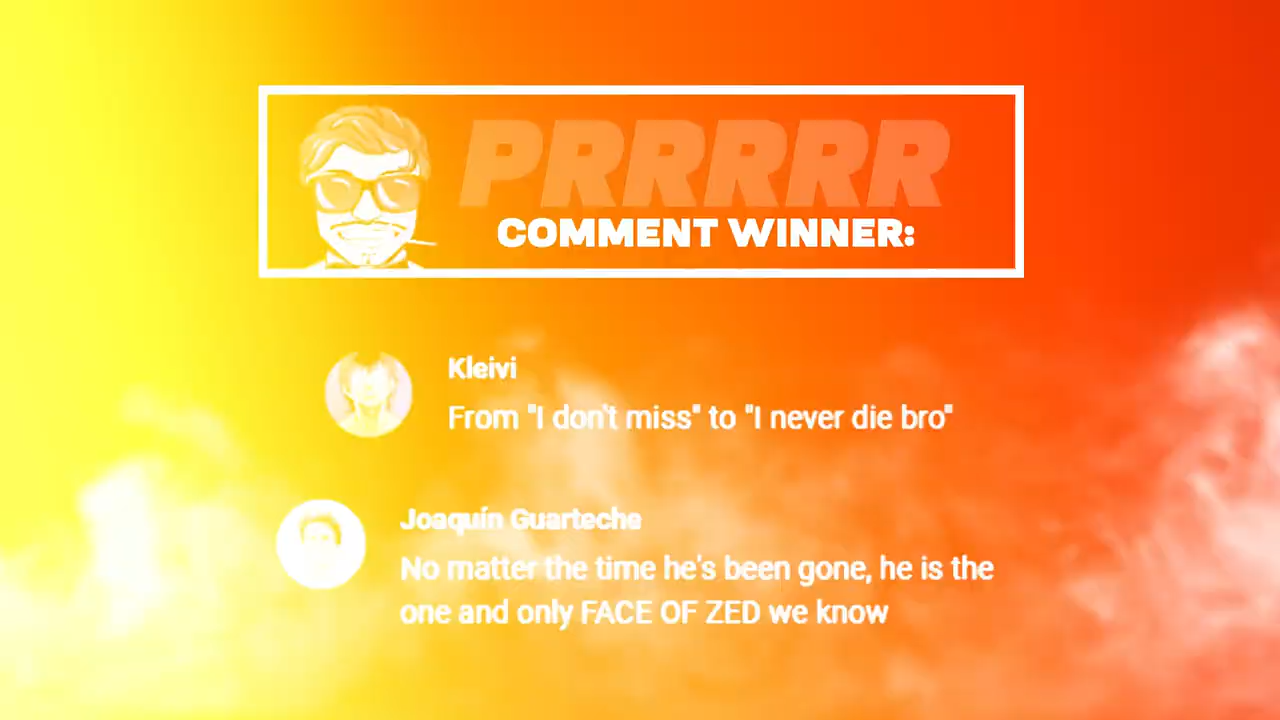 PRRRRR
COMMENT WINNER:
Kleivi
From "I don't miss" to "I never die bro"
Joaquín Guarteche
No matter the time he's been gone, he is the
one and only FACE OF ZED we know